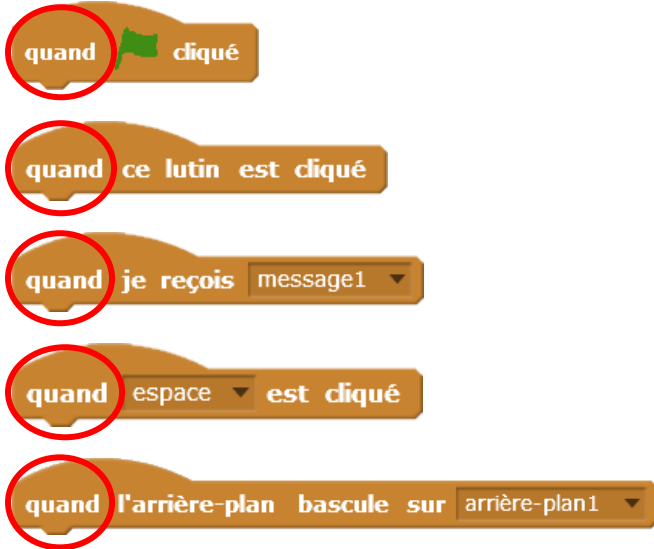 quand cliqué
quand ce lutin est cliqué
quand je reçois message1
quand espace est cliqué
quand l'arrière-plan bascule sur arrière-plan1